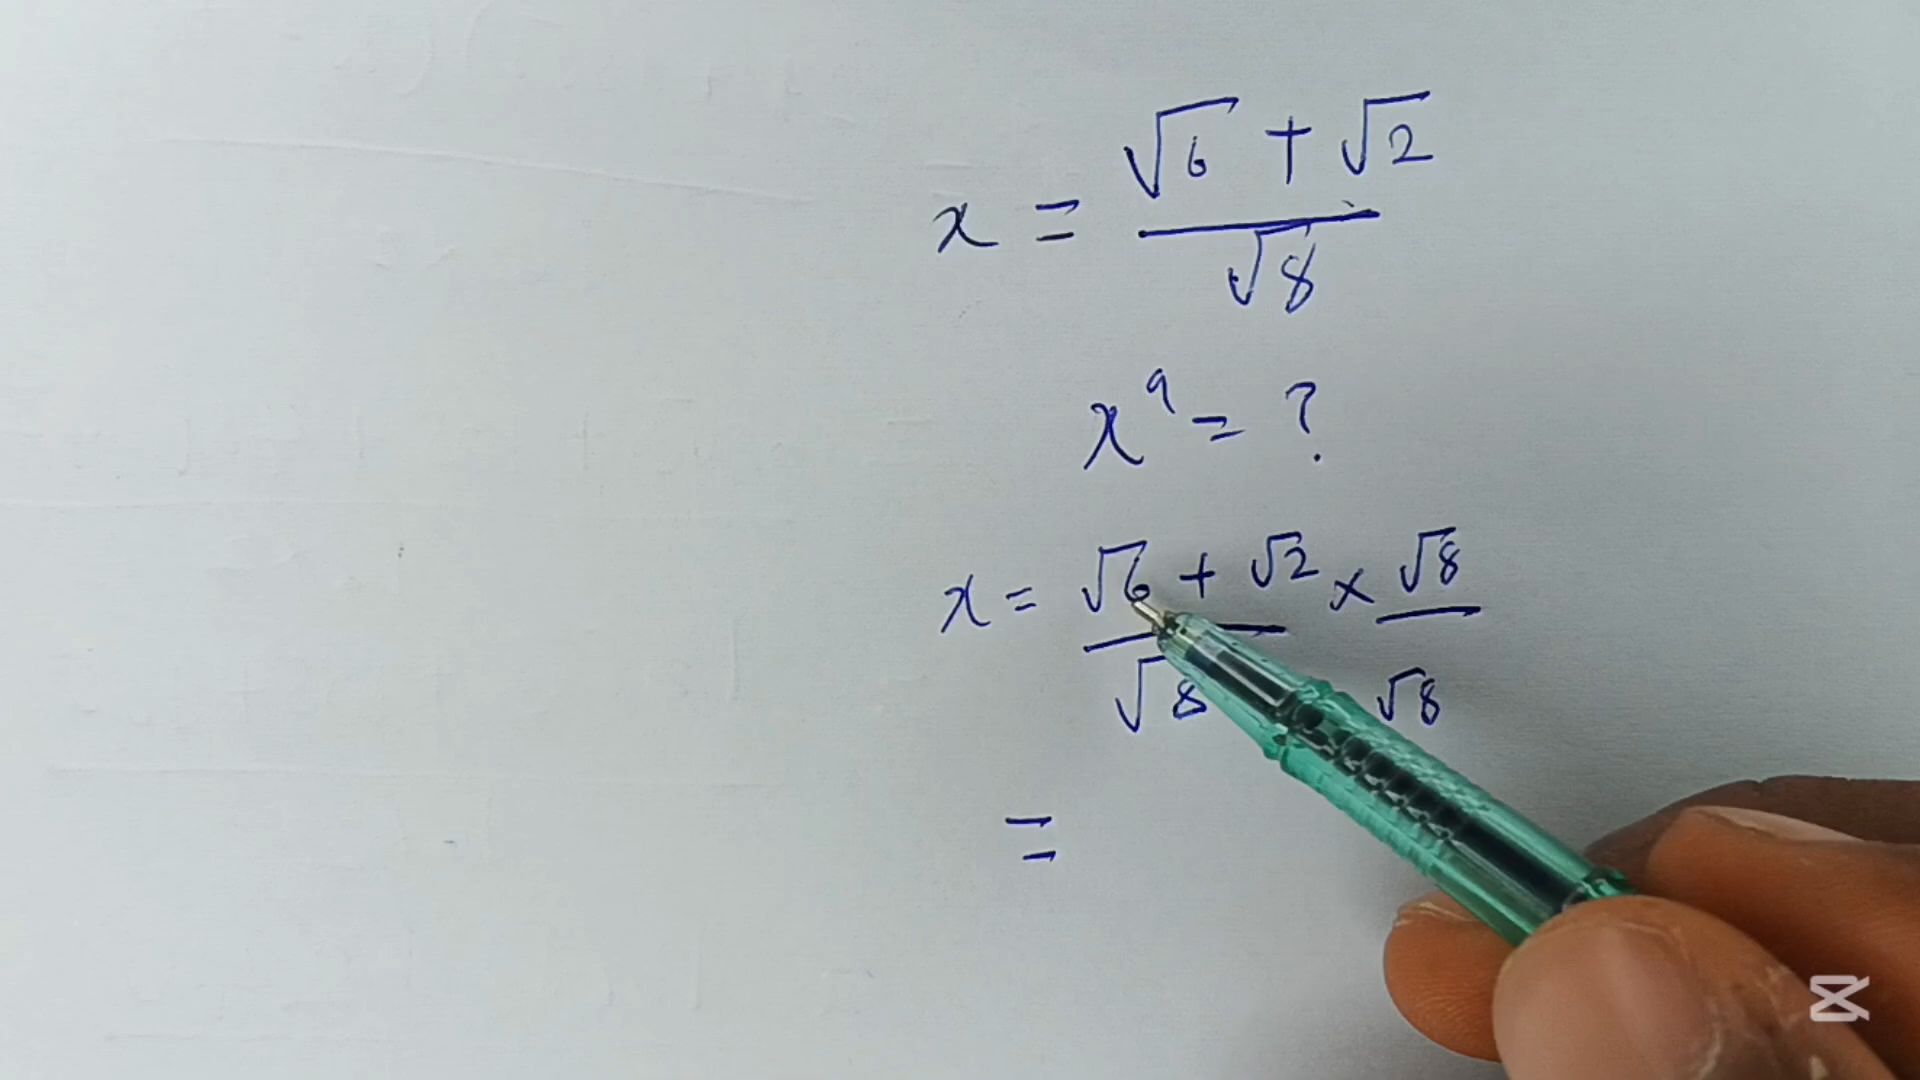 x = (√6 + √2)/√8
x⁹ = ?
x = (√6 + √2)/√8 × √8/√8
=